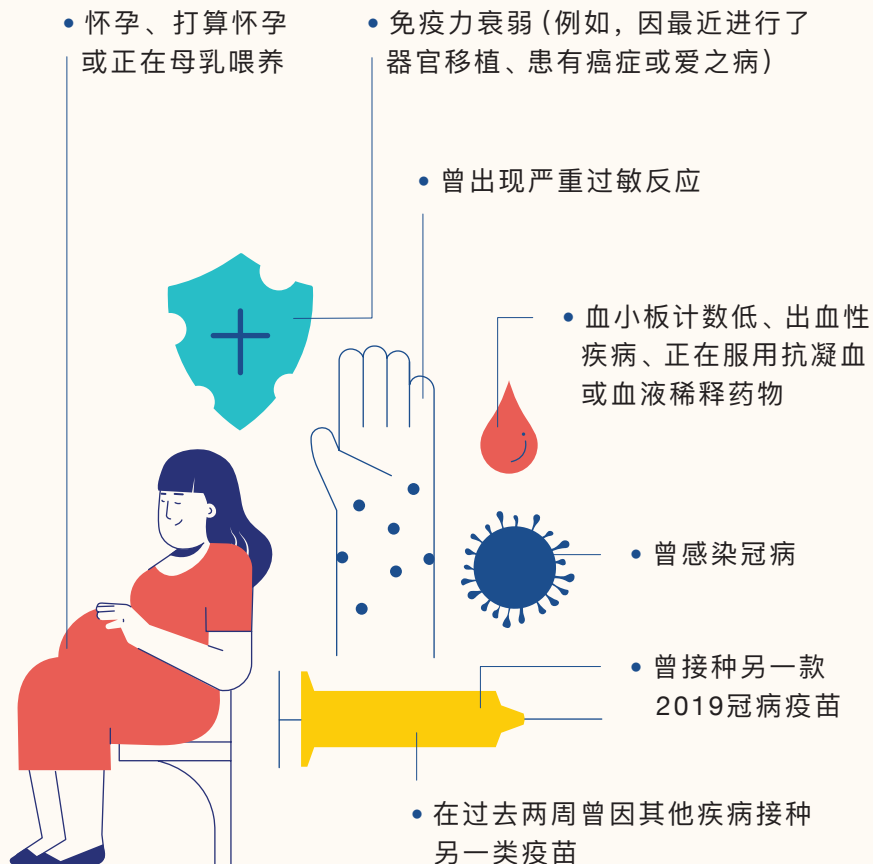 • 怀孕、打算怀孕
或正在母乳喂养
• 免疫力衰弱（例如，因最近进行了
器官移植、患有癌症或爱之病）
• 曾出现严重过敏反应
• 血小板计数低、出血性
疾病、正在服用抗凝血
或血液稀释药物
• 曾感染冠病
• 曾接种另一款
2019冠病疫苗
• 在过去两周曾因其他疾病接种
另一类疫苗